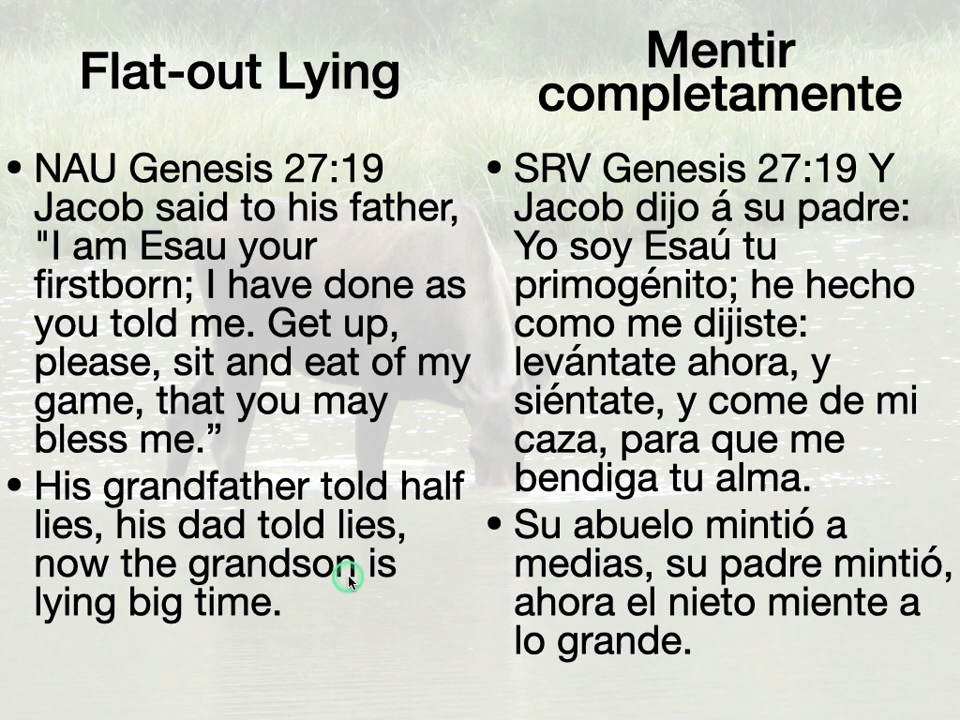 Flat-out Lying
• NAU Genesis 27:19
Jacob said to his father,
"I am Esau your
firstborn; I have done as
you told me. Get up,
please, sit and eat of my
game, that you may
bless me.”
• His grandfather told half
lies, his dad told lies,
now the grandson is
lying big time.
Mentir
completamente
• SRV Genesis 27:19 Y
Jacob dijo á su padre:
Yo soy Esaú tu
primogénito; he hecho
como me dijiste:
levántate ahora, y
siéntate, y come de mi
caza, para que me
bendiga tu alma.
• Su abuelo mintió a
medias, su padre mintió,
ahora el nieto miente a
lo grande.